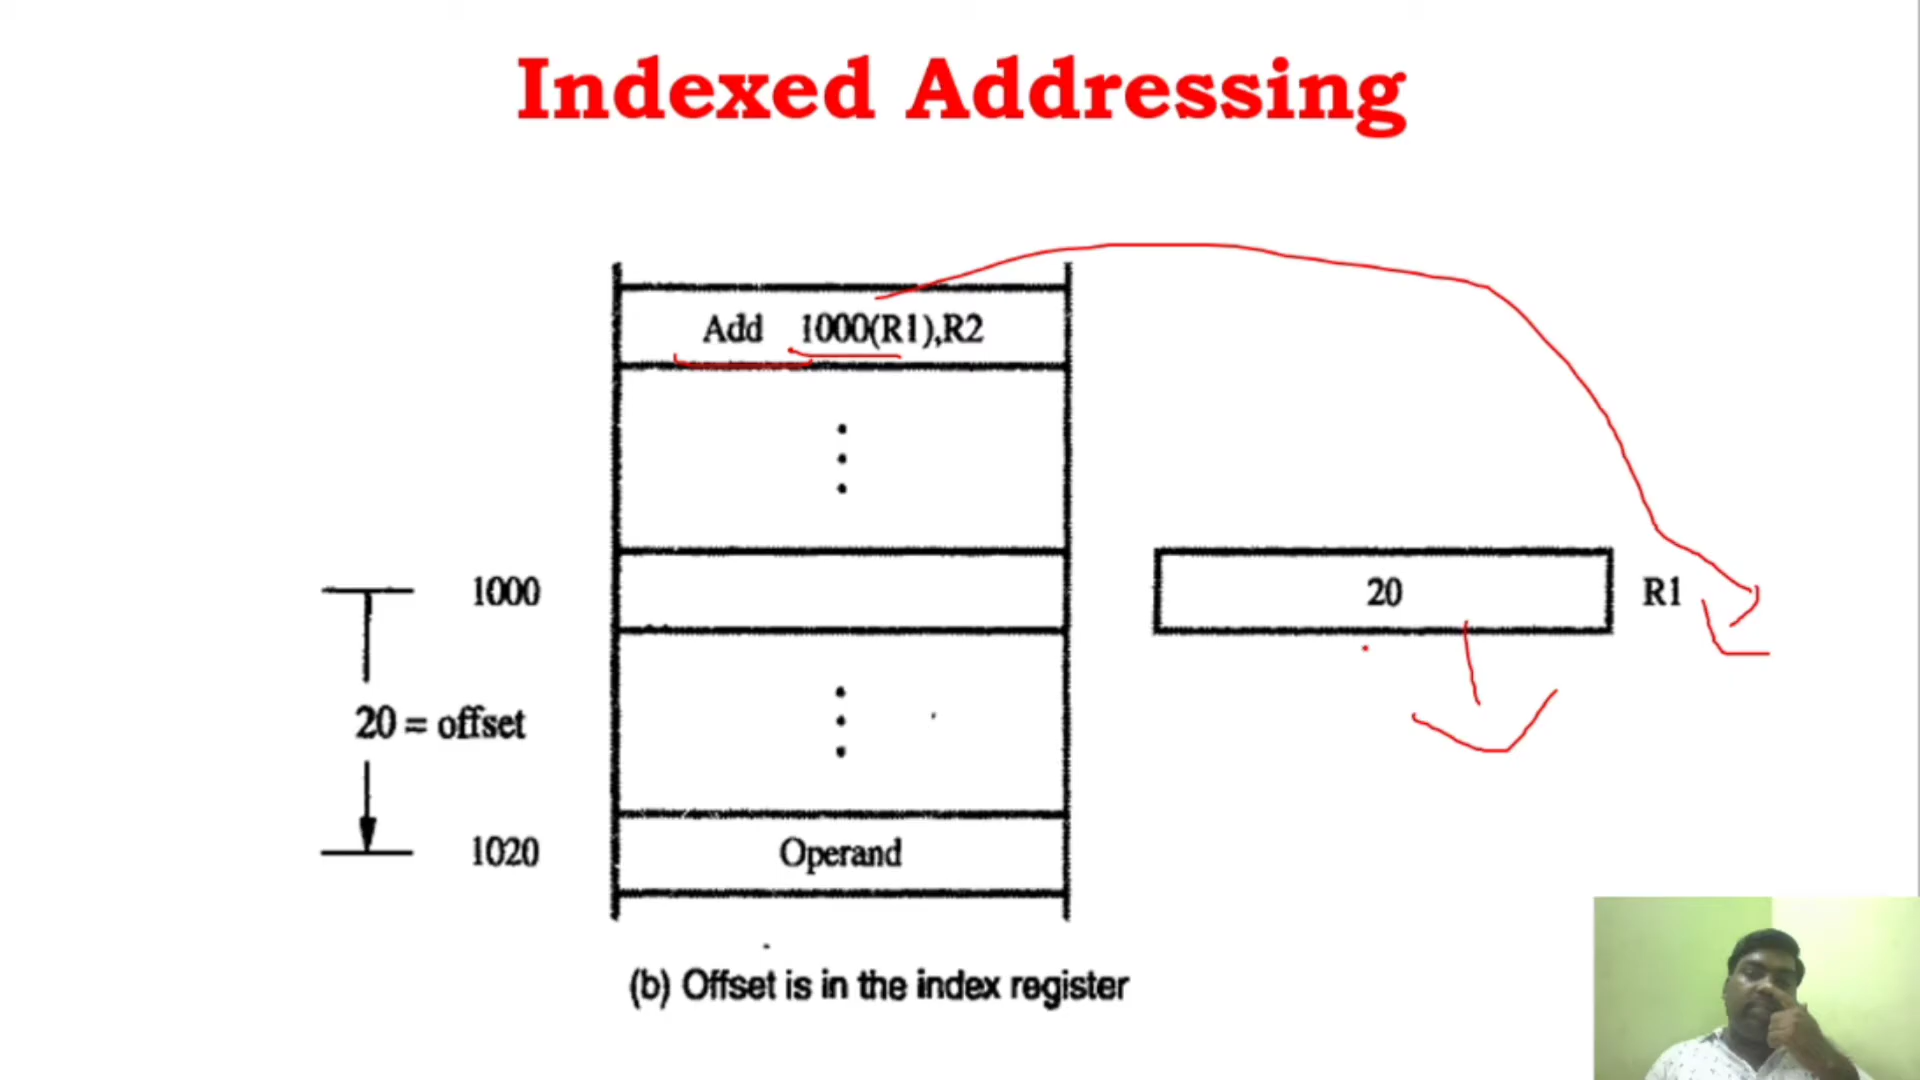 Indexed Addressing
Add 1000(R1),R2
1000
20
R1
20 = offset
1020
Operand
(b) Offset is in the index register